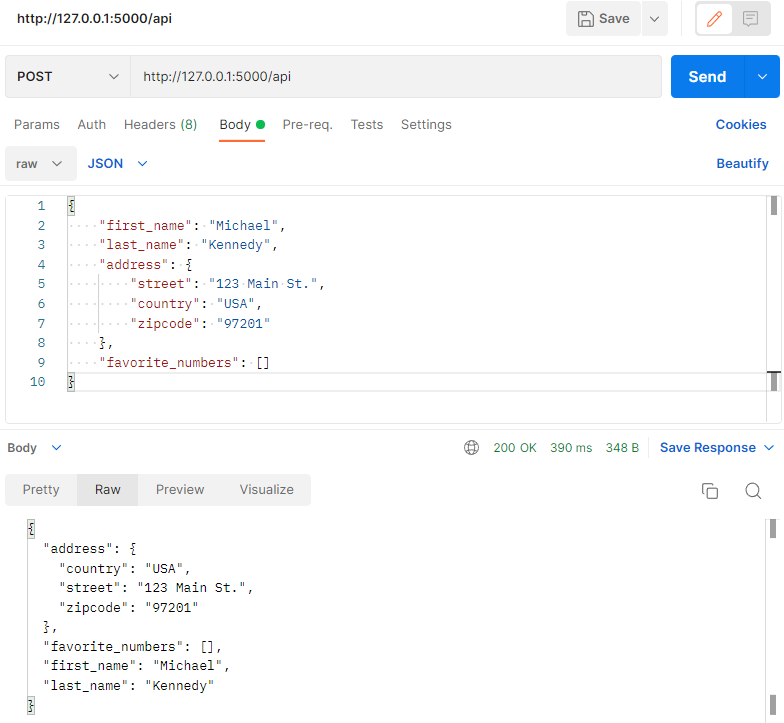 http://127.0.0.1:5000/api Save
POST http://127.0.0.1:5000/api Send
Params Auth Headers (8) Body Pre-req. Tests Settings Cookies
raw JSON Beautify
1 {
2 "first_name": "Michael",
3 "last_name": "Kennedy",
4 "address": {
5 "street": "123 Main St.",
6 "country": "USA",
7 "zipcode": "97201"
8 },
9 "favorite_numbers": []
10 }
Body 200 OK 390 ms 348 B Save Response
Pretty Raw Preview Visualize
{
"address": {
"country": "USA",
"street": "123 Main St.",
"zipcode": "97201"
},
"favorite_numbers": [],
"first_name": "Michael",
"last_name": "Kennedy"
}